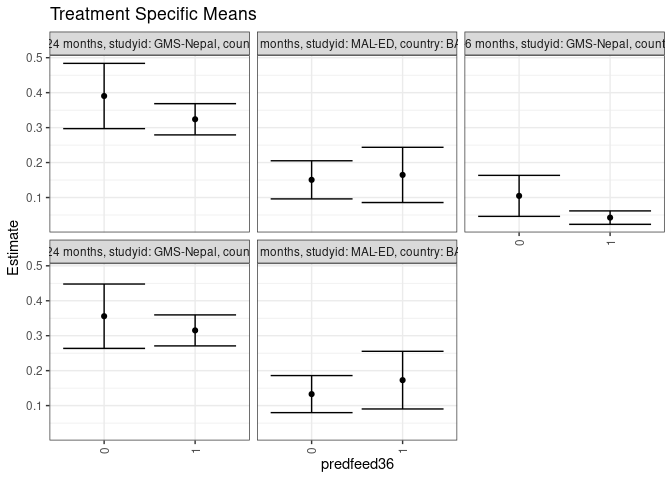 Treatment Specific Means
24 months, studyid: GMS-Nepal, coun
months, studyid: MAL-ED, country: BA
6 months, studyid: GMS-Nepal, count
0.5
0.4
0.3
0.2
0.1
0
1
24 months, studyid: GMS-Nepal, coun
months, studyid: MAL-ED, country: BA
0.5
0.4
0.3
0.2
0.1
0
1
0
1
Estimate
predfeed36